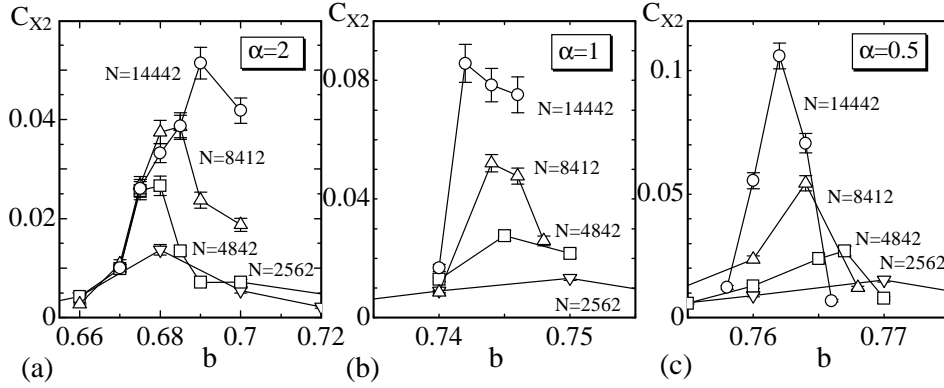 C_X2
α=2
N=14442
0.04
N=8412
0.02
N=4842
N=2562
0
0.66
0.68
0.7
0.72
(a)
b
C_X2
α=1
0.08
N=14442
N=8412
0.04
N=4842
N=2562
0
0.74
0.75
(b)
b
C_X2
α=0.5
0.1
N=14442
N=8412
0.05
N=4842
N=2562
0
0.76
0.77
(c)
b